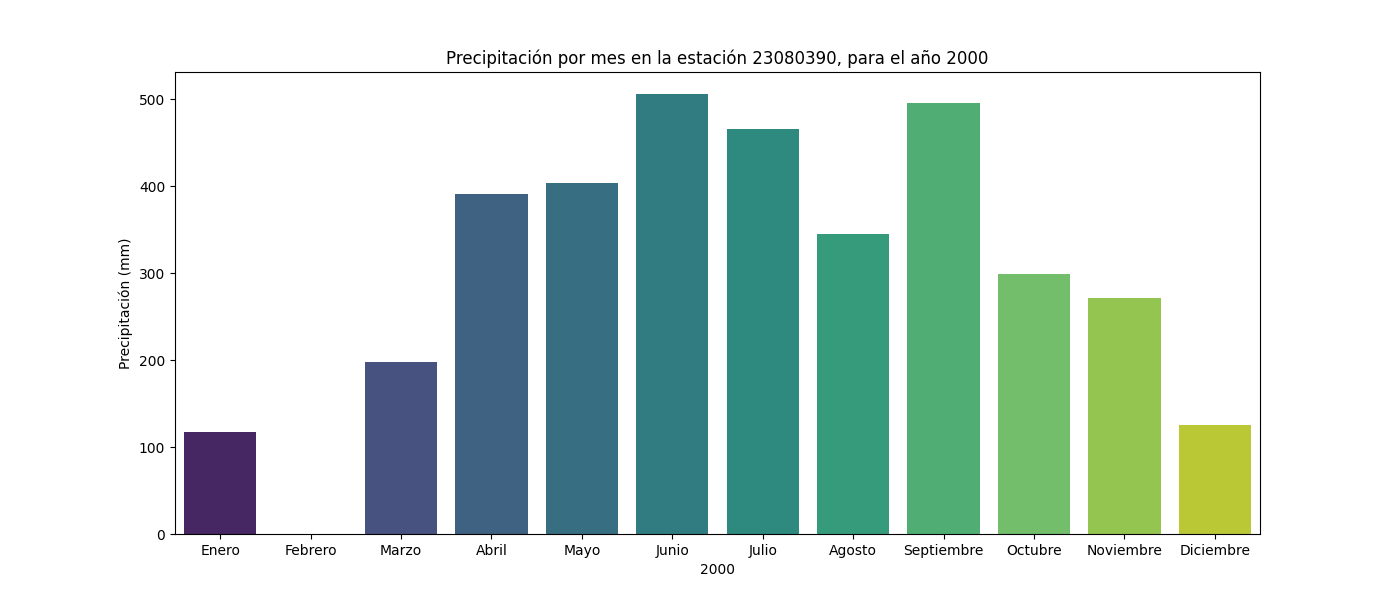 Precipitación por mes en la estación 23080390, para el año 2000
Precipitación (mm)
500
400
300
200
100
0
Enero Febrero Marzo Abril Mayo Junio Julio Agosto Septiembre Octubre Noviembre Diciembre
2000